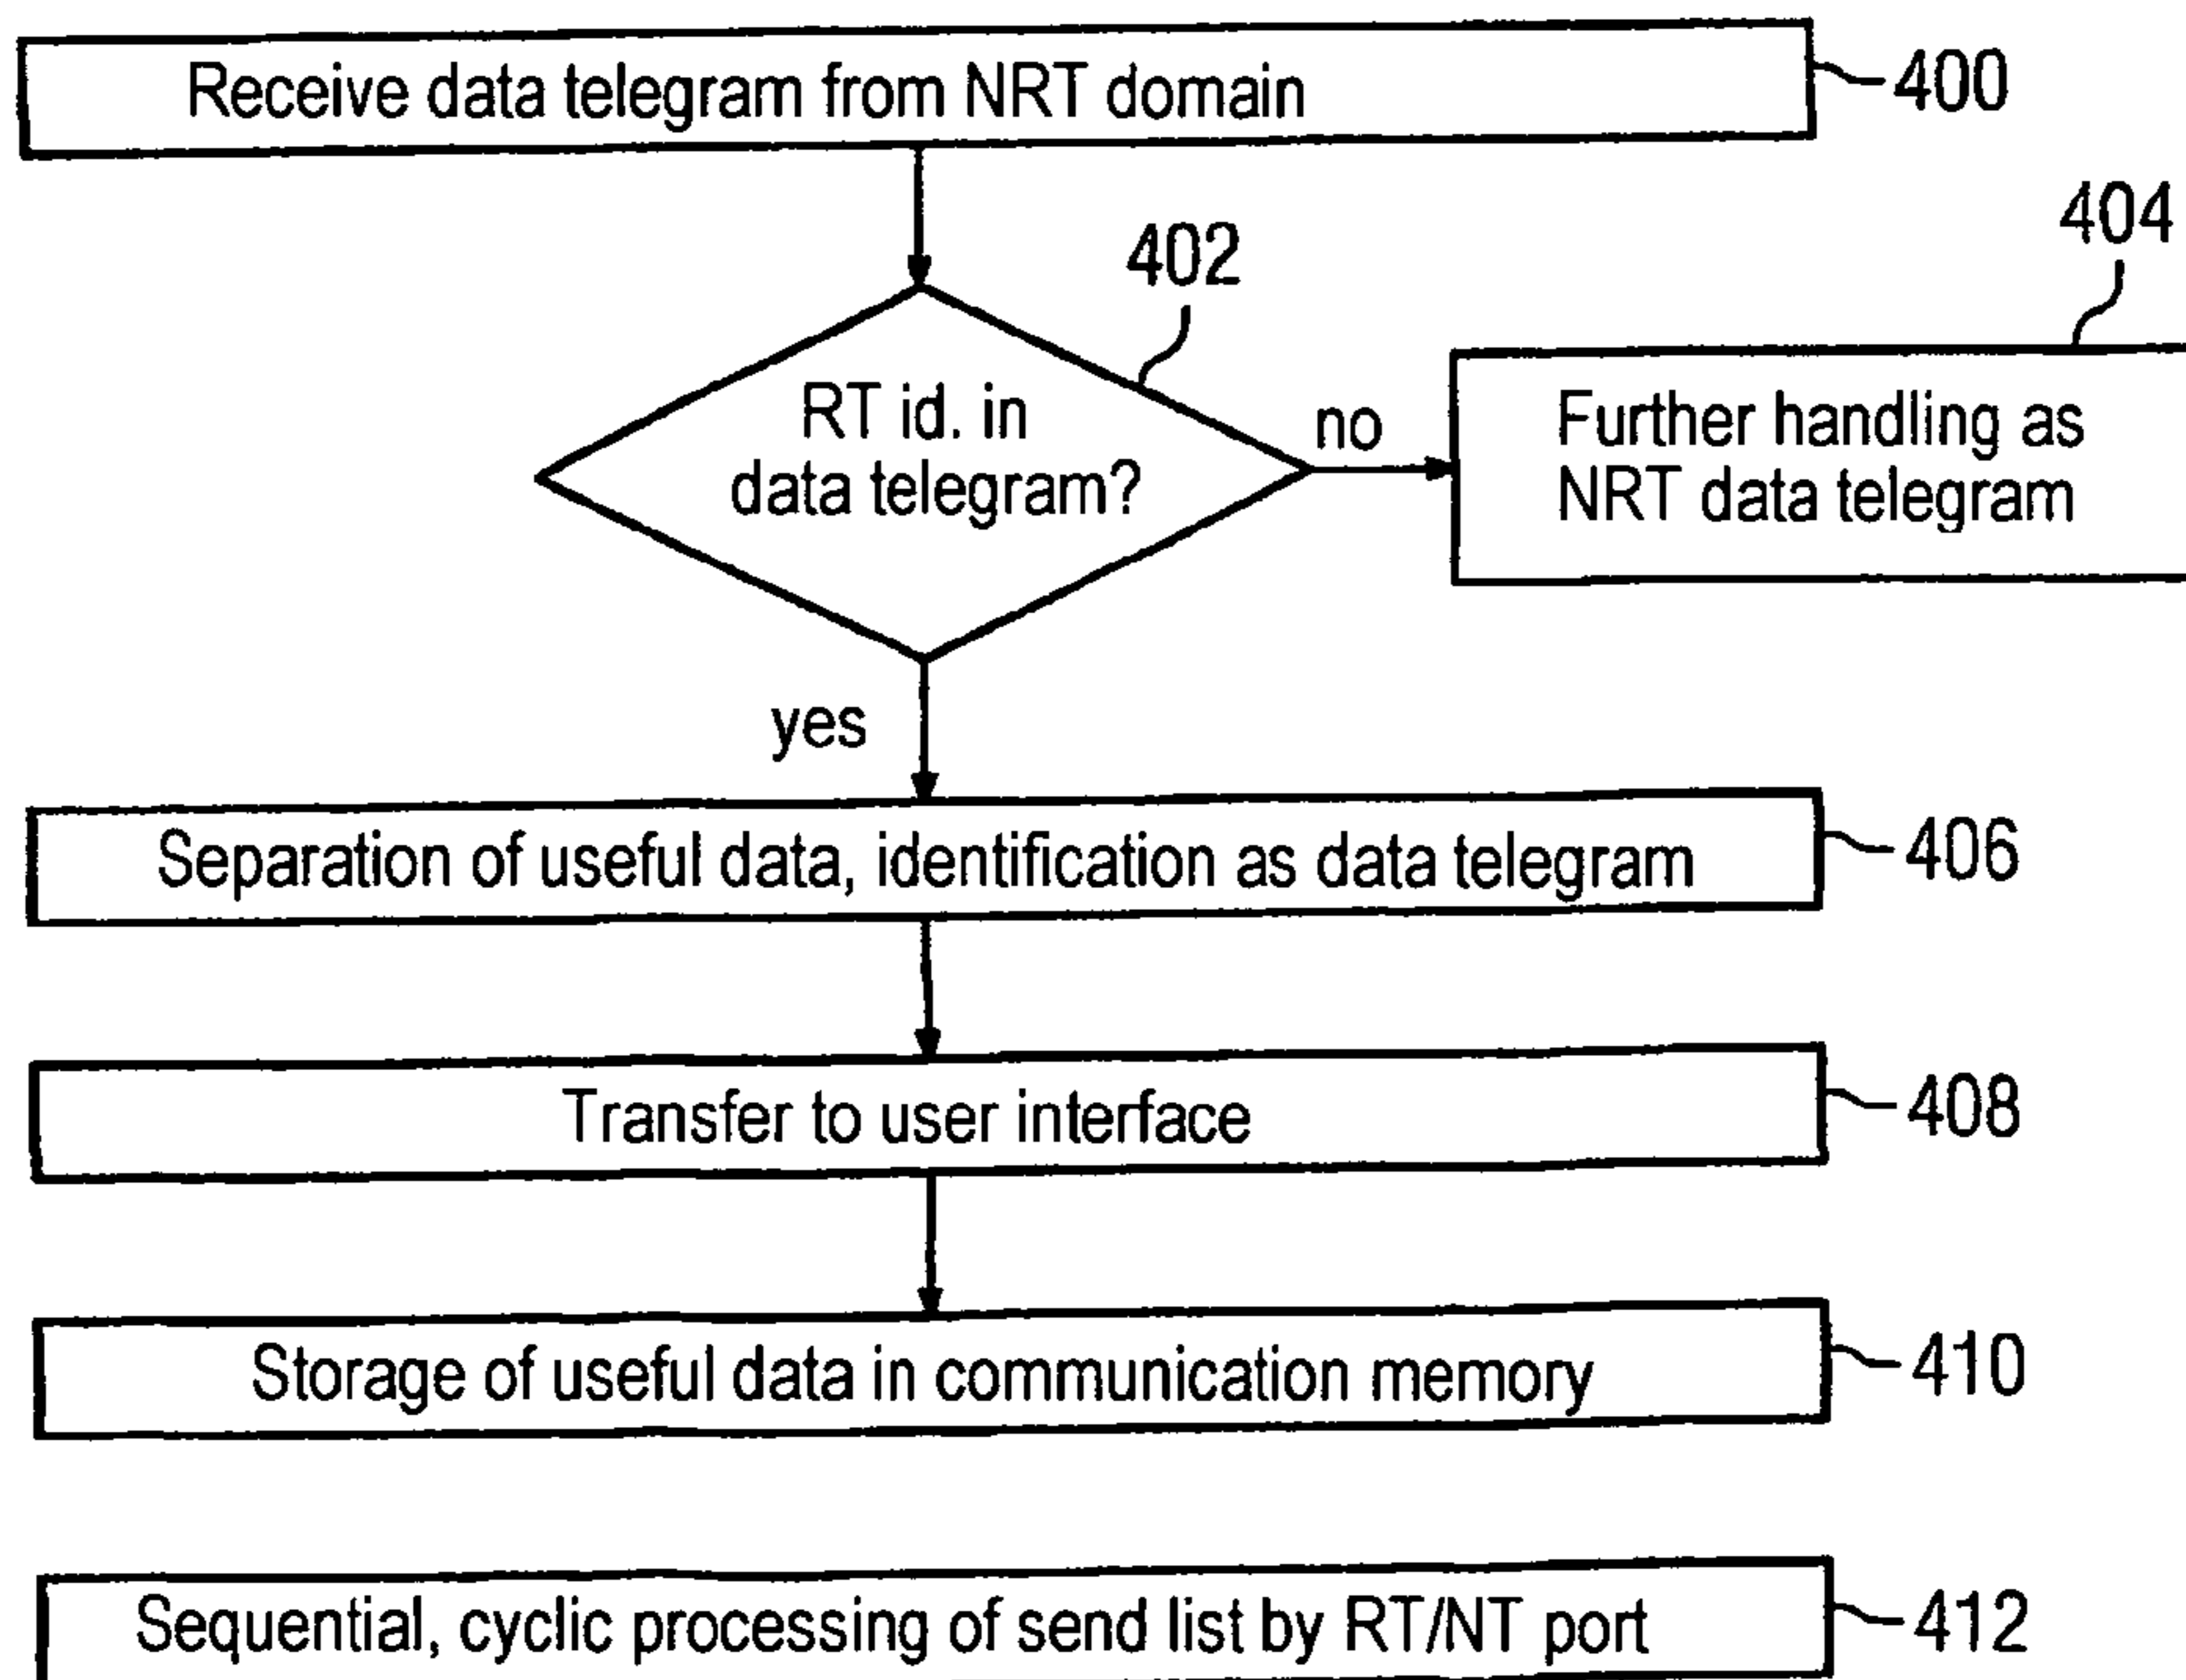 Receive data telegram from NRT domain
400
402
404
RT id. in
data telegram?
no
Further handling as
NRT data telegram
yes
Separation of useful data, identification as data telegram
406
Transfer to user interface
408
Storage of useful data in communication memory
410
Sequential, cyclic processing of send list by RT/NT port
412